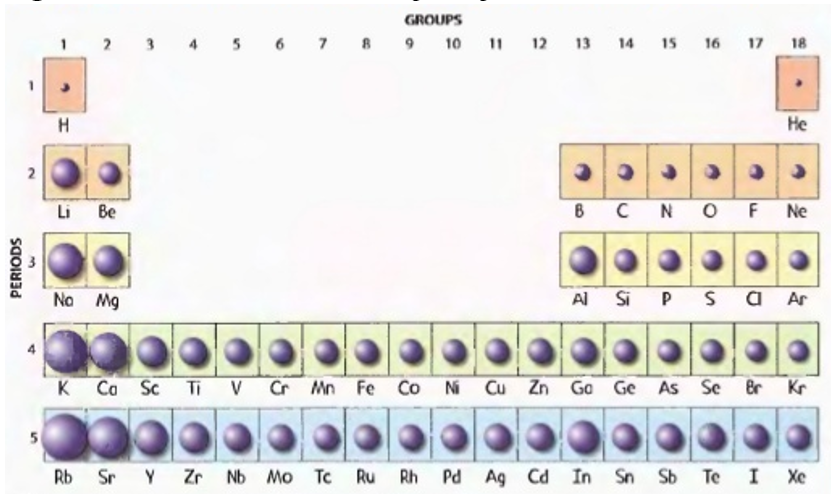 GROUPS
1 2 3 4 5 6 7 8 9 10 11 12 13 14 15 16 17 18
PERIODS
1
H He
2
Li Be B C N O F Ne
3
Na Mg Al Si P S Cl Ar
4
K Ca Sc Ti V Cr Mn Fe Co Ni Cu Zn Ga Ge As Se Br Kr
5
Rb Sr Y Zr Nb Mo Tc Ru Rh Pd Ag Cd In Sn Sb Te I Xe